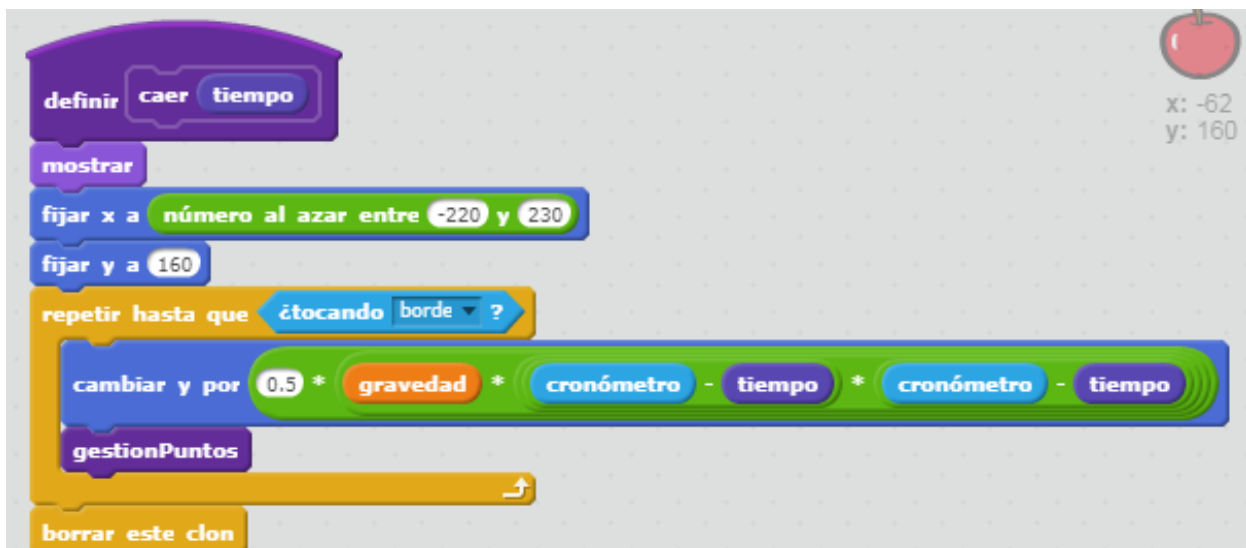 definir caer tiempo
x: -62
y: 160
mostrar
fijar x a número al azar entre -220 y 230
fijar y a 160
repetir hasta que ¿tocando borde ?
cambiar y por 0.5 * gravedad * cronómetro - tiempo * cronómetro - tiempo
gestionPuntos
borrar este clon